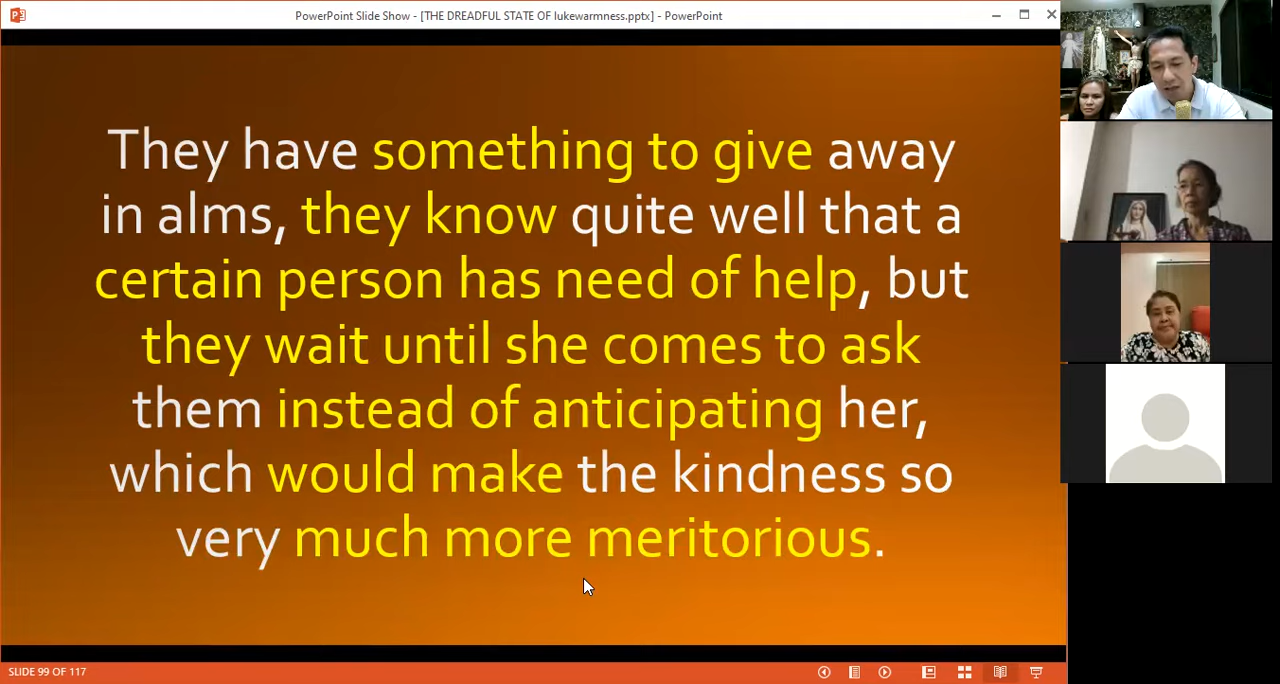 PowerPoint Slide Show - [THE DREADFUL STATE OF lukewarmness.pptx] - PowerPoint
They have something to give away
in alms, they know quite well that a
certain person has need of help, but
they wait until she comes to ask
them instead of anticipating her,
which would make the kindness so
very much more meritorious.
SLIDE 99 OF 117